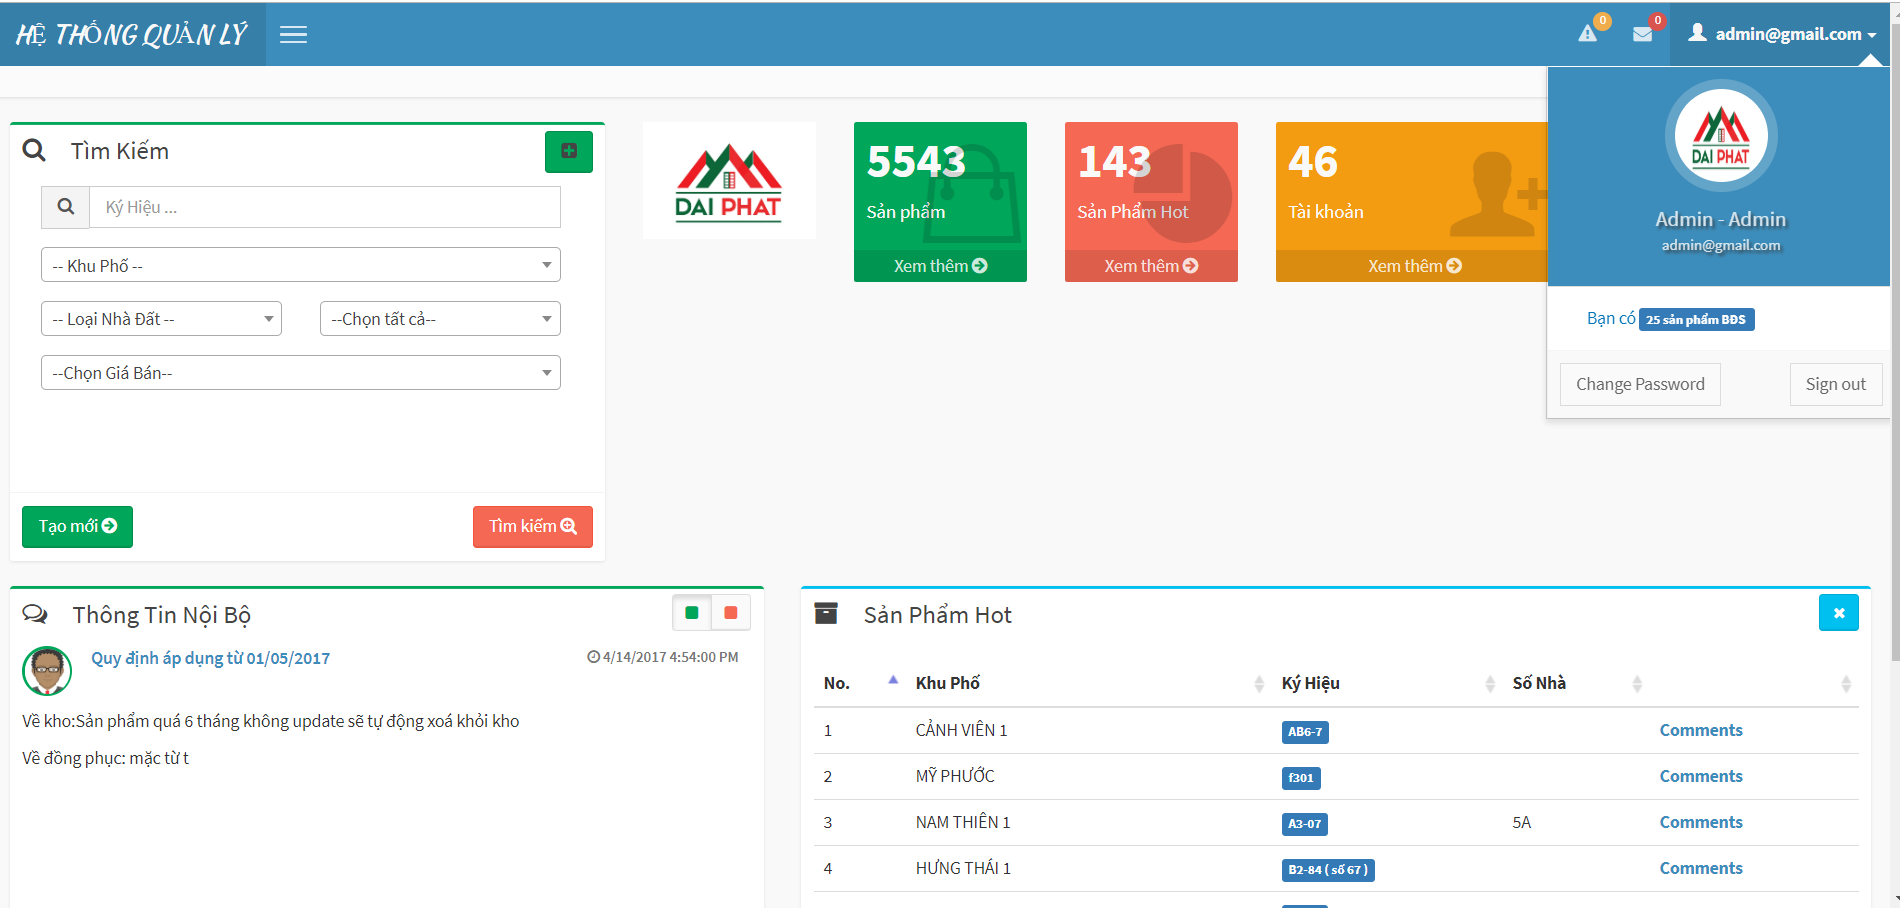 HỆ THỐNG QUẢN LÝ
0
0
admin@gmail.com
Tìm Kiếm
Ký Hiệu ...
-- Khu Phố --
-- Loại Nhà Đất --
--Chọn tất cả--
--Chọn Giá Bán--
Tạo mới
Tìm kiếm
DAI PHAT
5543
Sản phẩm
Xem thêm
143
Sản Phẩm Hot
Xem thêm
46
Tài khoản
Xem thêm
DAI PHAT
Admin - Admin
admin@gmail.com
Bạn có 25 sản phẩm BĐS
Change Password
Sign out
Thông Tin Nội Bộ
Quy định áp dụng từ 01/05/2017
4/14/2017 4:54:00 PM
Về kho:Sản phẩm quá 6 tháng không update sẽ tự động xoá khỏi kho
Về đồng phục: mặc từ t
Sản Phẩm Hot
No. Khu Phố Ký Hiệu Số Nhà
1 CẢNH VIÊN 1 AB6-7 Comments
2 MỸ PHƯỚC f301 Comments
3 NAM THIÊN 1 A3-07 5A Comments
4 HƯNG THÁI 1 B2-84 ( số 67 ) Comments